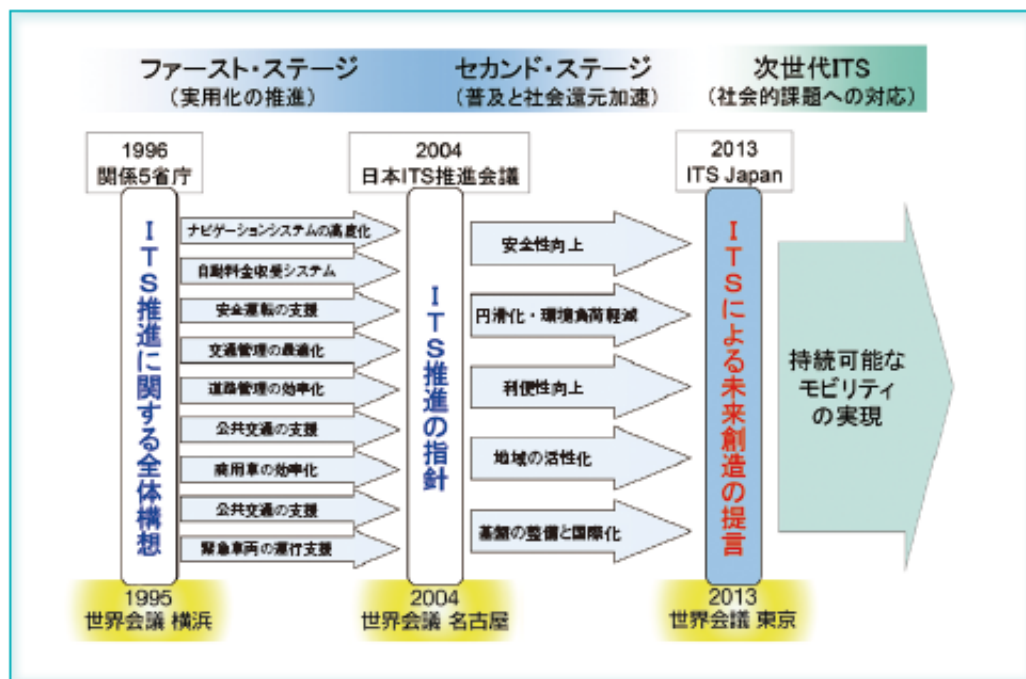 ファースト・ステージ
(実用化の推進)
セカンド・ステージ
(普及と社会還元加速)
次世代ITS
(社会的課題への対応)
1996
関係5省庁
2004
日本ITS推進会議
2013
ITS Japan
ITS推進に関する全体構想
ナビゲーションシステムの高度化
自動料金収受システム
安全運転の支援
交通管理の最適化
道路管理の効率化
公共交通の支援
商用車の効率化
公共交通の支援
緊急車両の運行支援
ITS推進の指針
安全性向上
円滑化・環境負荷軽減
利便性向上
地域の活性化
基盤の整備と国際化
ITSによる未来創造の提言
持続可能な
モビリティ
の実現
1995
世界会議 横浜
2004
世界会議 名古屋
2013
世界会議 東京